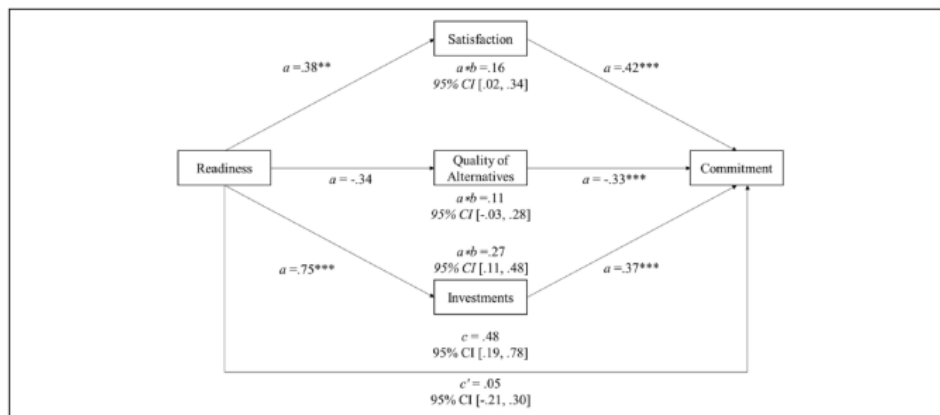 Satisfaction
a =.38**
a*b =.16
95% CI [.02, .34]
a =.42***
Readiness
a = -.34
Quality of
Alternatives
a = -.33***
Commitment
a*b =.11
95% CI [-.03, .28]
a =.75***
a*b =.27
95% CI [.11, .48]
a =.37***
Investments
c = .48
95% CI [.19, .78]
c' = .05
95% CI [-.21, .30]